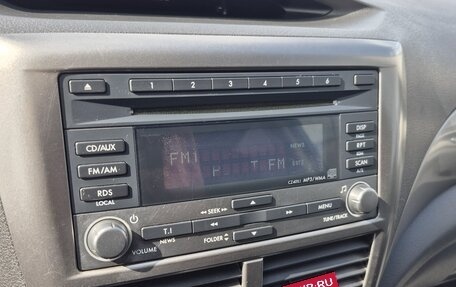 1 2 3 4 5 6
CD/AUX
DISP
NEWS
FM1
RPT
FM/AM
P T FM
SCAN
MP3/WMA
RDS
LOCAL
SEEK
MENU
T.I
TUNE/TRACK
NEWS
VOLUME
FOLDER